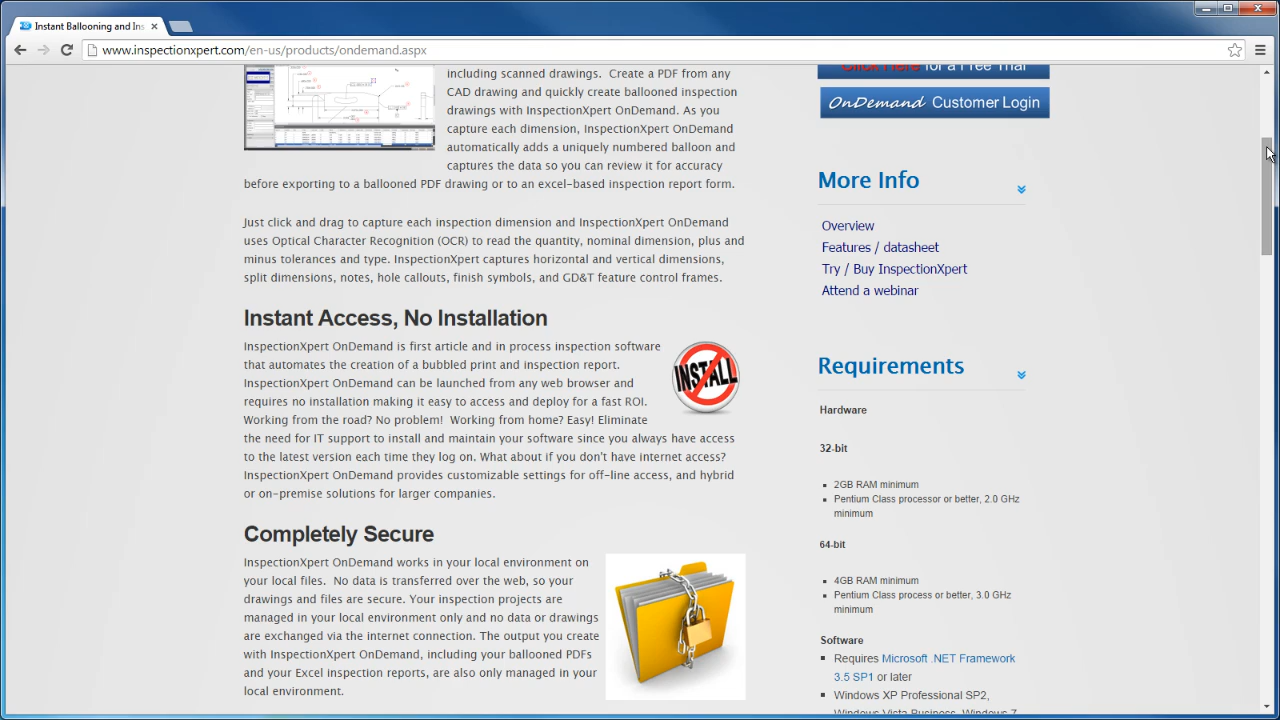 Instant Ballooning and Ins
www.inspectionxpert.com/en-us/products/ondemand.aspx
including scanned drawings. Create a PDF from any
CAD drawing and quickly create ballooned inspection
drawings with InspectionXpert OnDemand. As you
capture each dimension, InspectionXpert OnDemand
automatically adds a uniquely numbered balloon and
captures the data so you can review it for accuracy
before exporting to a ballooned PDF drawing or to an excel-based inspection report form.
Just click and drag to capture each inspection dimension and InspectionXpert OnDemand
uses Optical Character Recognition (OCR) to read the quantity, nominal dimension, plus and
minus tolerances and type. InspectionXpert captures horizontal and vertical dimensions,
split dimensions, notes, hole callouts, finish symbols, and GD&T feature control frames.
Instant Access, No Installation
InspectionXpert OnDemand is first article and in process inspection software
that automates the creation of a bubbled print and inspection report.
InspectionXpert OnDemand can be launched from any web browser and
requires no installation making it easy to access and deploy for a fast ROI.
Working from the road? No problem! Working from home? Easy! Eliminate
the need for IT support to install and maintain your software since you always have access
to the latest version each time they log on. What about if you don't have internet access?
InspectionXpert OnDemand provides customizable settings for off-line access, and hybrid
or on-premise solutions for larger companies.
INSTALL
Completely Secure
InspectionXpert OnDemand works in your local environment on
your local files. No data is transferred over the web, so your
drawings and files are secure. Your inspection projects are
managed in your local environment only and no data or drawings
are exchanged via the internet connection. The output you create
with InspectionXpert OnDemand, including your ballooned PDFs
and your Excel inspection reports, are also only managed in your
local environment.
Click Here for a Free Trial
OnDemand Customer Login
More Info
Overview
Features / datasheet
Try / Buy InspectionXpert
Attend a webinar
Requirements
Hardware
32-bit
2GB RAM minimum
Pentium Class processor or better, 2.0 GHz
minimum
64-bit
4GB RAM minimum
Pentium Class process or better, 3.0 GHz
minimum
Software
Requires Microsoft .NET Framework
3.5 SP1 or later
Windows XP Professional SP2,
Windows Vista Business, Windows 7